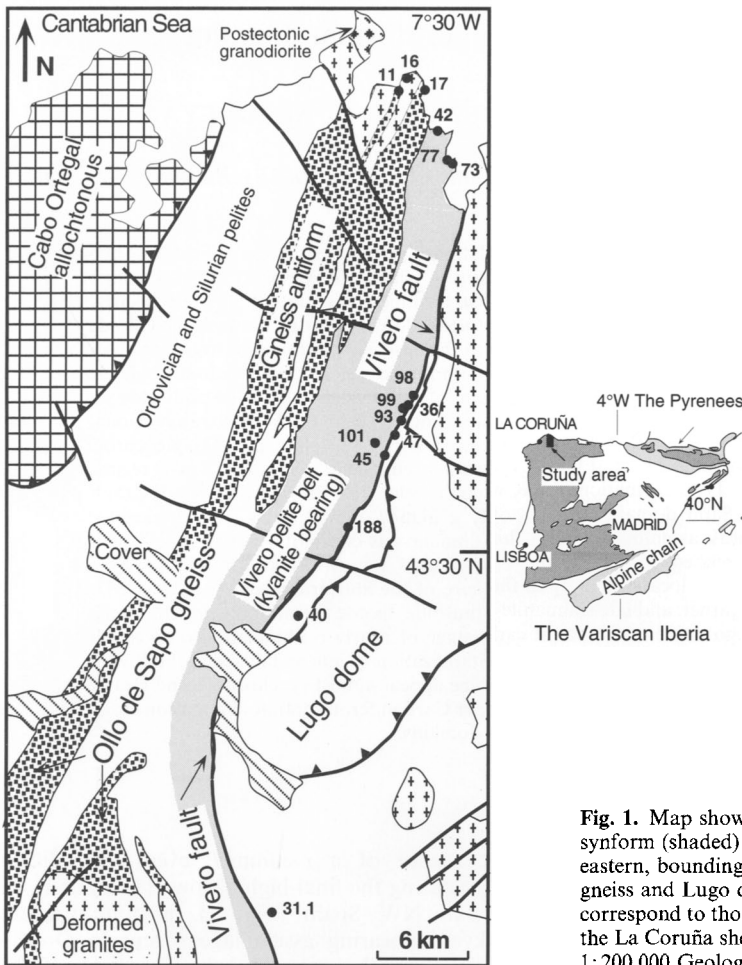 Cantabrian Sea
7°30´W
N
Postectonic
granodiorite
16
11
17
42
77
73
Cabo Ortegal
allochtonous
Ordovician and Silurian pelites
Gneiss antiform
Vivero fault
98
99
36
93
101
47
45
188
Vivero pelite belt
(kyanite bearing)
Cover
43°30´N
40
Ollo de Sapo gneiss
Lugo dome
Vivero fault
31.1
Deformed
granites
6 km
4°W The Pyrenees
LA CORUÑA
Study area
40°N
MADRID
LISBOA
Alpine chain
The Variscan Iberia
Fig. 1. Map show
synform (shaded)
eastern, bounding
gneiss and Lugo d
correspond to tho
the La Coruña she
1:200 000 Geolog